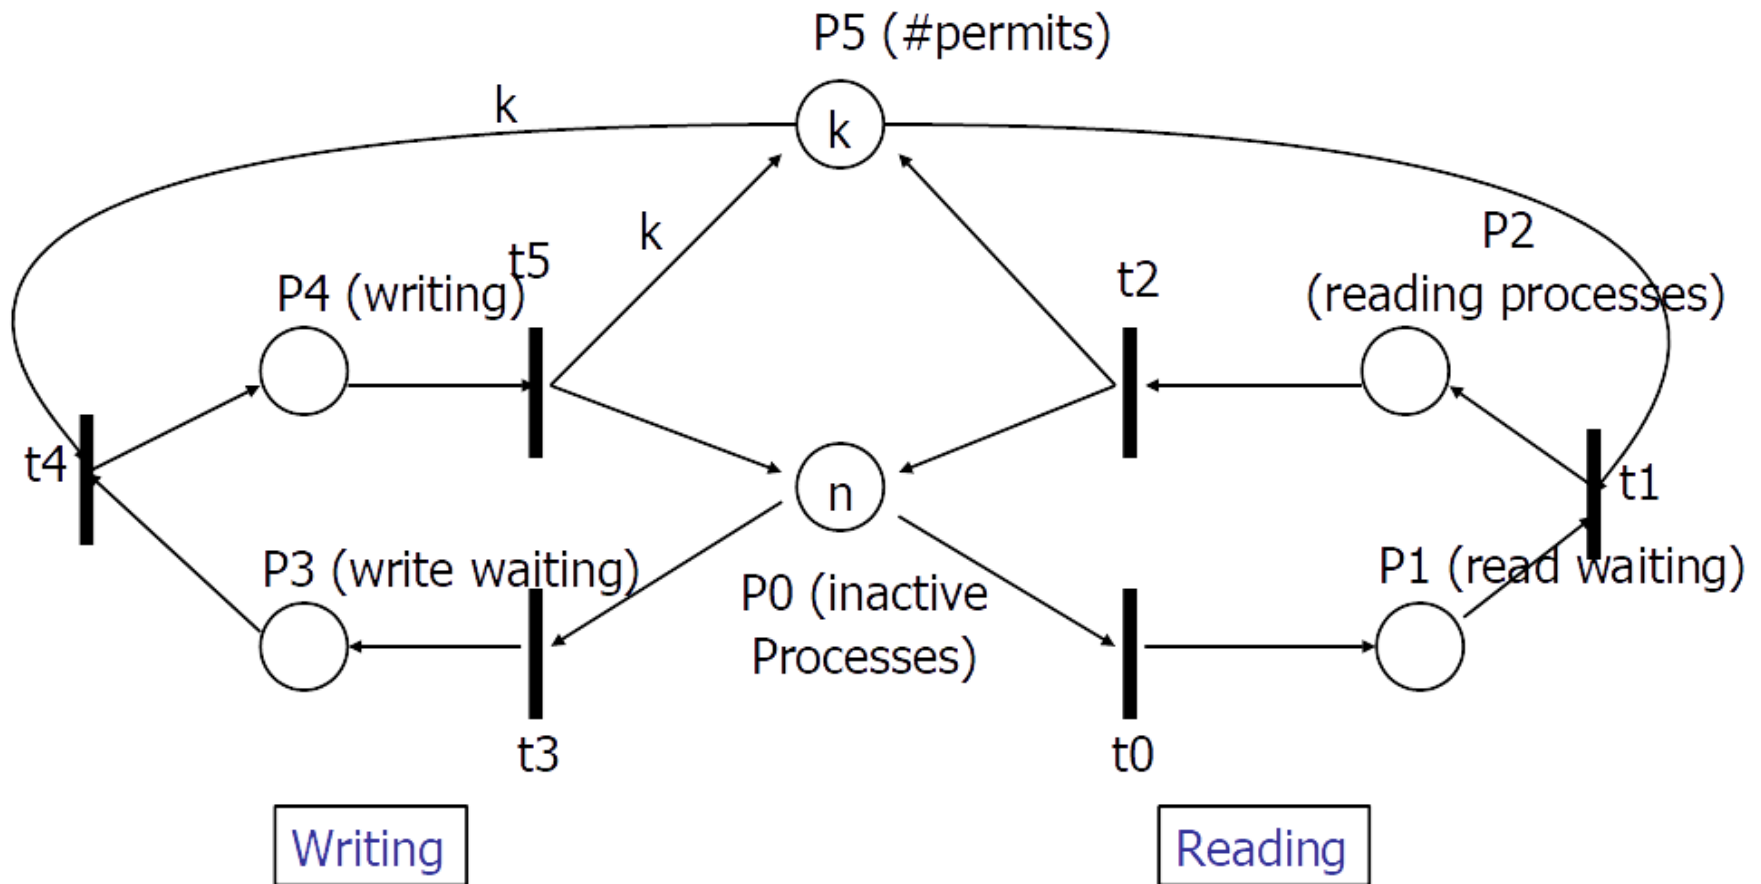 P5 (#permits)
k
k
k
P2
t5
t2
P4 (writing)
(reading processes)
t4
n
t1
P3 (write waiting)
P0 (inactive
Processes)
P1 (read waiting)
t3
t0
Writing
Reading